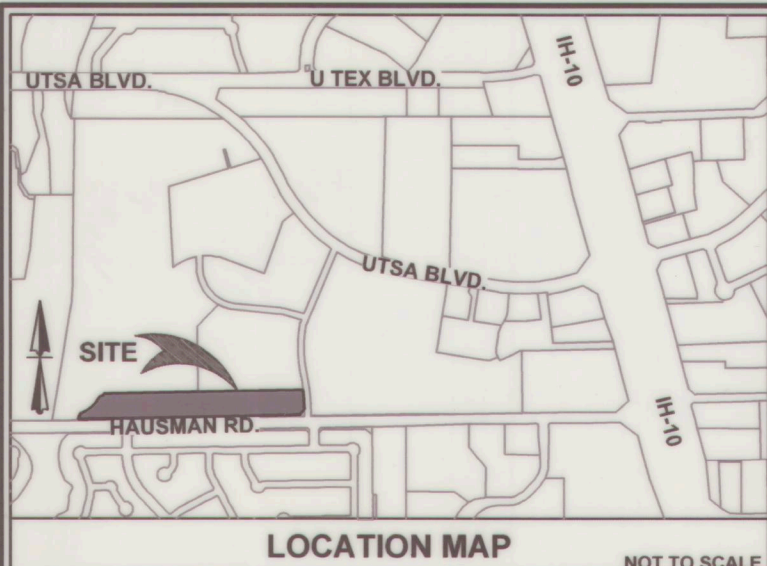 UTSA BLVD.
U TEX BLVD.
IH-10
UTSA BLVD.
SITE
HAUSMAN RD.
IH-10
LOCATION MAP
NOT TO SCALE